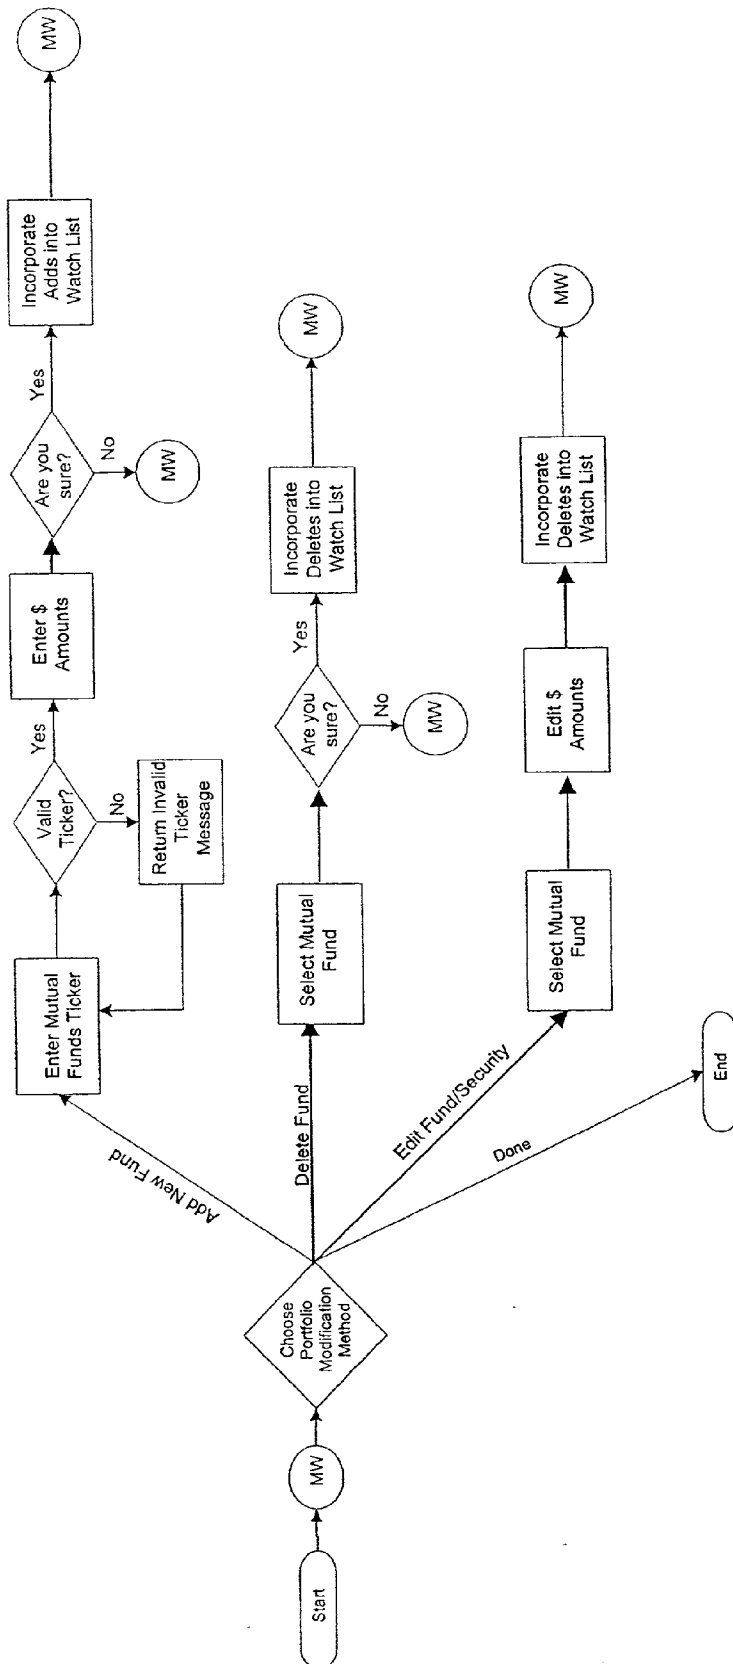 Start
MW
Choose
Portfolio
Modification
Method
Add New Fund
Enter Mutual
Funds Ticker
Valid
Ticker?
Yes
No
Return Invalid
Ticker
Message
Enter $
Amounts
Are you
sure?
Yes
No
MW
Incorporate
Adds into
Watch List
MW
Delete Fund
Select Mutual
Fund
Are you
sure?
Yes
No
MW
Incorporate
Deletes into
Watch List
MW
Edit Fund/Security
Select Mutual
Fund
Edit $
Amounts
Incorporate
Deletes into
Watch List
MW
Done
End